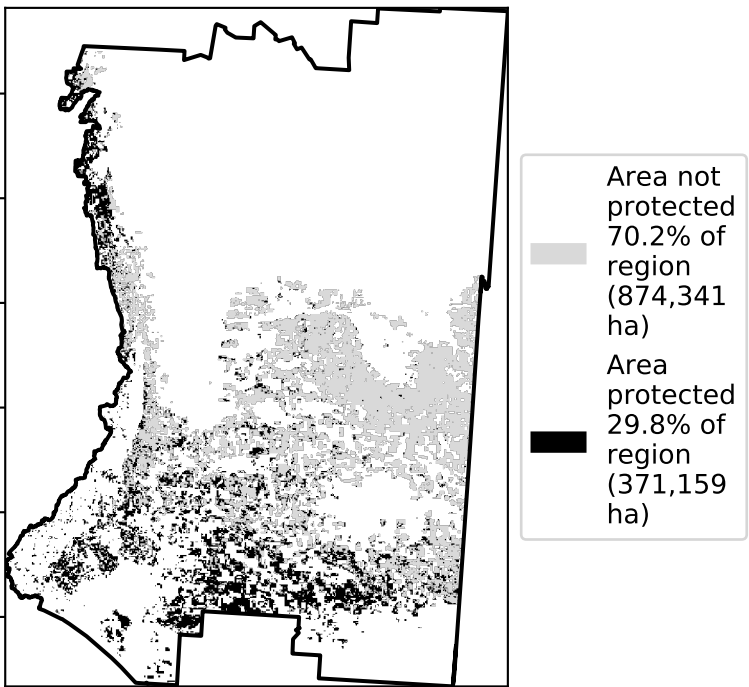 Area not
protected
70.2% of
region
(874,341
ha)
Area
protected
29.8% of
region
(371,159
ha)